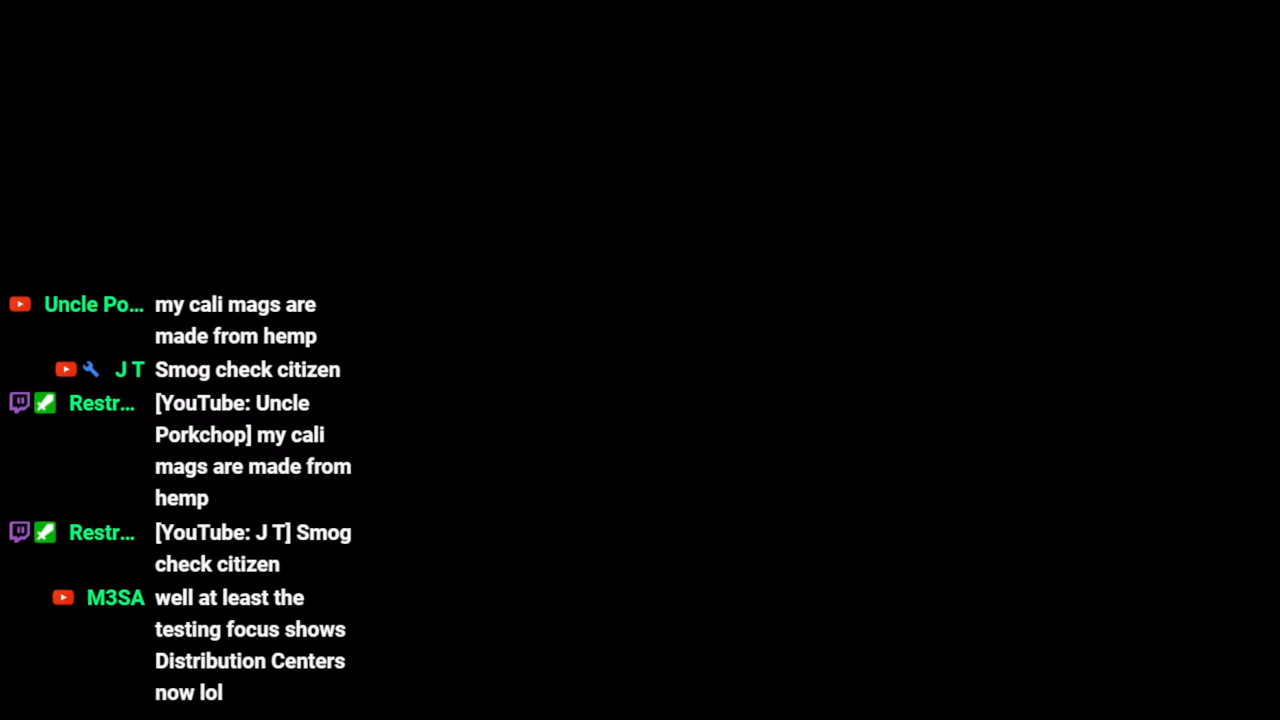 Uncle Po... my cali mags are
made from hemp
J T Smog check citizen
Restr... [YouTube: Uncle
Porkchop] my cali
mags are made from
hemp
Restr... [YouTube: J T] Smog
check citizen
M3SA well at least the
testing focus shows
Distribution Centers
now lol